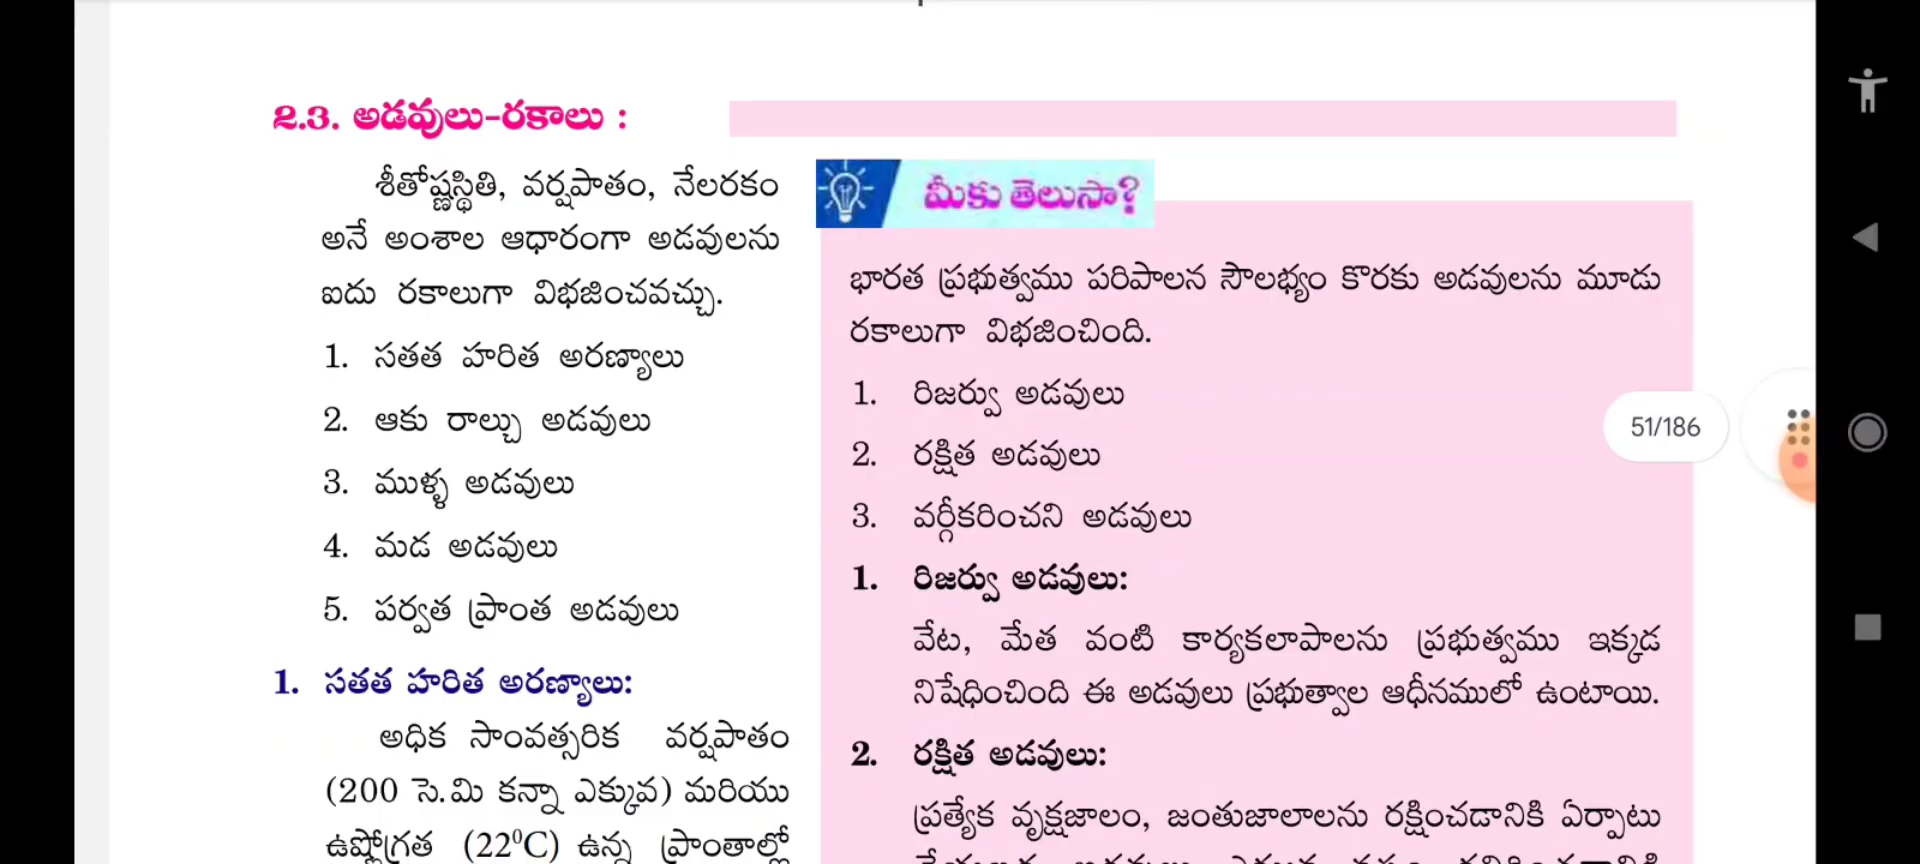 2.3. అడవులు-రకాలు :
శీతోష్ణస్థితి, వర్షపాతం, నేలరకం
అనే అంశాల ఆధారంగా అడవులను
ఐదు రకాలుగా విభజించవచ్చు.
1. సతత హరిత అరణ్యాలు
2. ఆకు రాల్చు అడవులు
3. ముళ్ళ అడవులు
4. మడ అడవులు
5. పర్వత ప్రాంత అడవులు
1. సతత హరిత అరణ్యాలు:
అధిక సాంవత్సరిక వర్షపాతం
(200 సె.మి కన్నా ఎక్కువ) మరియు
ఉష్ణోగ్రత (22⁰C) ఉన్న ప్రాంతాల్లో
మీకు తెలుసా?
భారత ప్రభుత్వము పరిపాలన సౌలభ్యం కొరకు అడవులను మూడు
రకాలుగా విభజించింది.
1. రిజర్వు అడవులు
2. రక్షిత అడవులు
3. వర్గీకరించని అడవులు
1. రిజర్వు అడవులు:
వేట, మేత వంటి కార్యకలాపాలను ప్రభుత్వము ఇక్కడ
నిషేధించింది ఈ అడవులు ప్రభుత్వాల ఆధీనములో ఉంటాయి.
2. రక్షిత అడవులు:
ప్రత్యేక వృక్షజాలం, జంతుజాలాలను రక్షించడానికి ఏర్పాటు
51/186